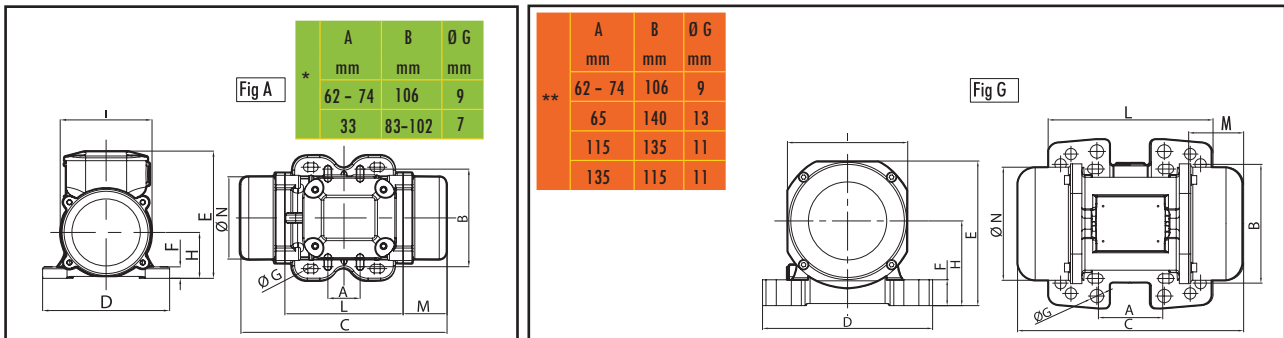 A B Ø G
mm mm mm
* 62 – 74 106 9
33 83–102 7
Fig A
I
E
F
H
D
Ø N
B
Ø G
A
L
M
C
A B Ø G
mm mm mm
** 62 – 74 106 9
65 140 13
115 135 11
135 115 11
Fig G
I
E
F
H
D
L
M
Ø N
B
ØG
A
C